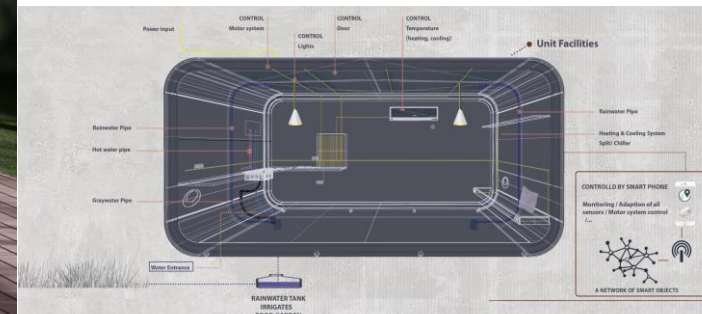 CONTROL
Motor system
CONTROL
Door
CONTROL
Temperature
(heating, cooling)
Power Input
CONTROL
Lights
Unit Facilities
Rainwater Pipe
Hot water pipe
Graywater Pipe
Water Entrance
Rainwater Pipe
Heating & Cooling System
Split/ Chiller
CONTROLLD BY SMART PHONE
Monitoring / Adaption of all
sensors / Motor system control
/...
A NETWORK OF SMART OBJECTS
RAINWATER TANK
IRRIGATES